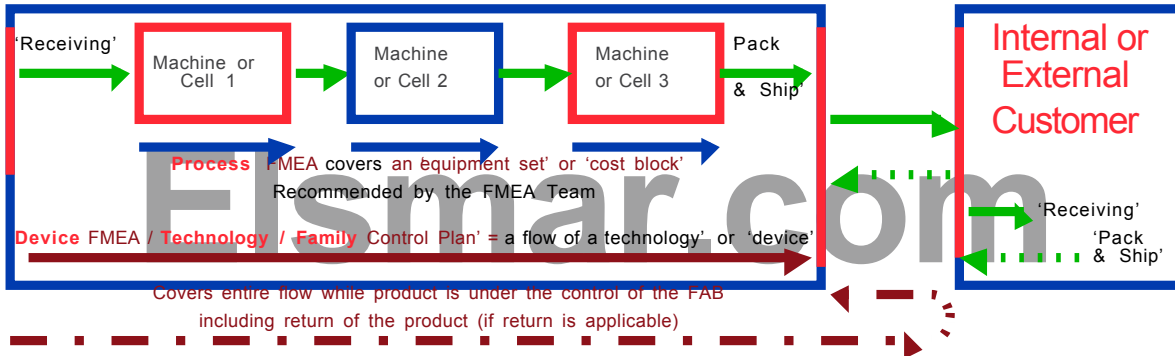 ‘Receiving’
Machine or
Cell 1
Machine
or Cell 2
Machine
or Cell 3
Pack
& Ship’
Internal or
External
Customer
Process FMEA covers an ‘equipment set’ or ‘cost block’
Recommended by the FMEA Team
Elsmar.com
Device FMEA / Technology / Family Control Plan’ = a flow of a technology’ or ‘device’
Covers entire flow while product is under the control of the FAB
including return of the product (if return is applicable)
‘Receiving’
‘Pack
& Ship’